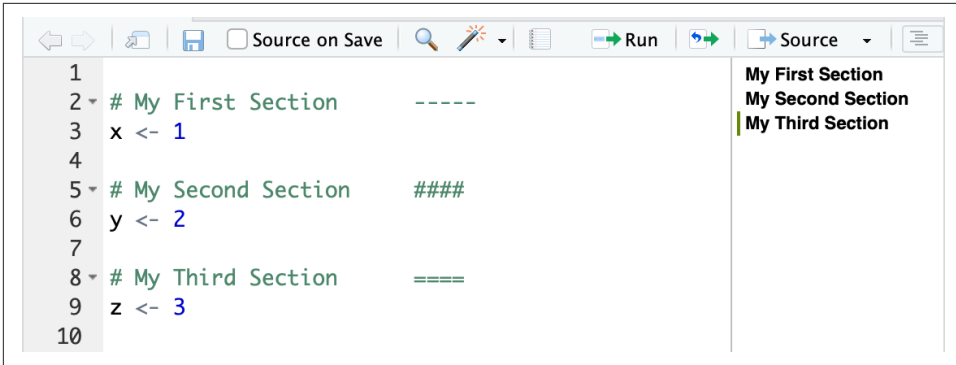 Source on Save Run Source
1
2 # My First Section -----
3 x <- 1
4
5 # My Second Section ####
6 y <- 2
7
8 # My Third Section ====
9 z <- 3
10
My First Section
My Second Section
My Third Section